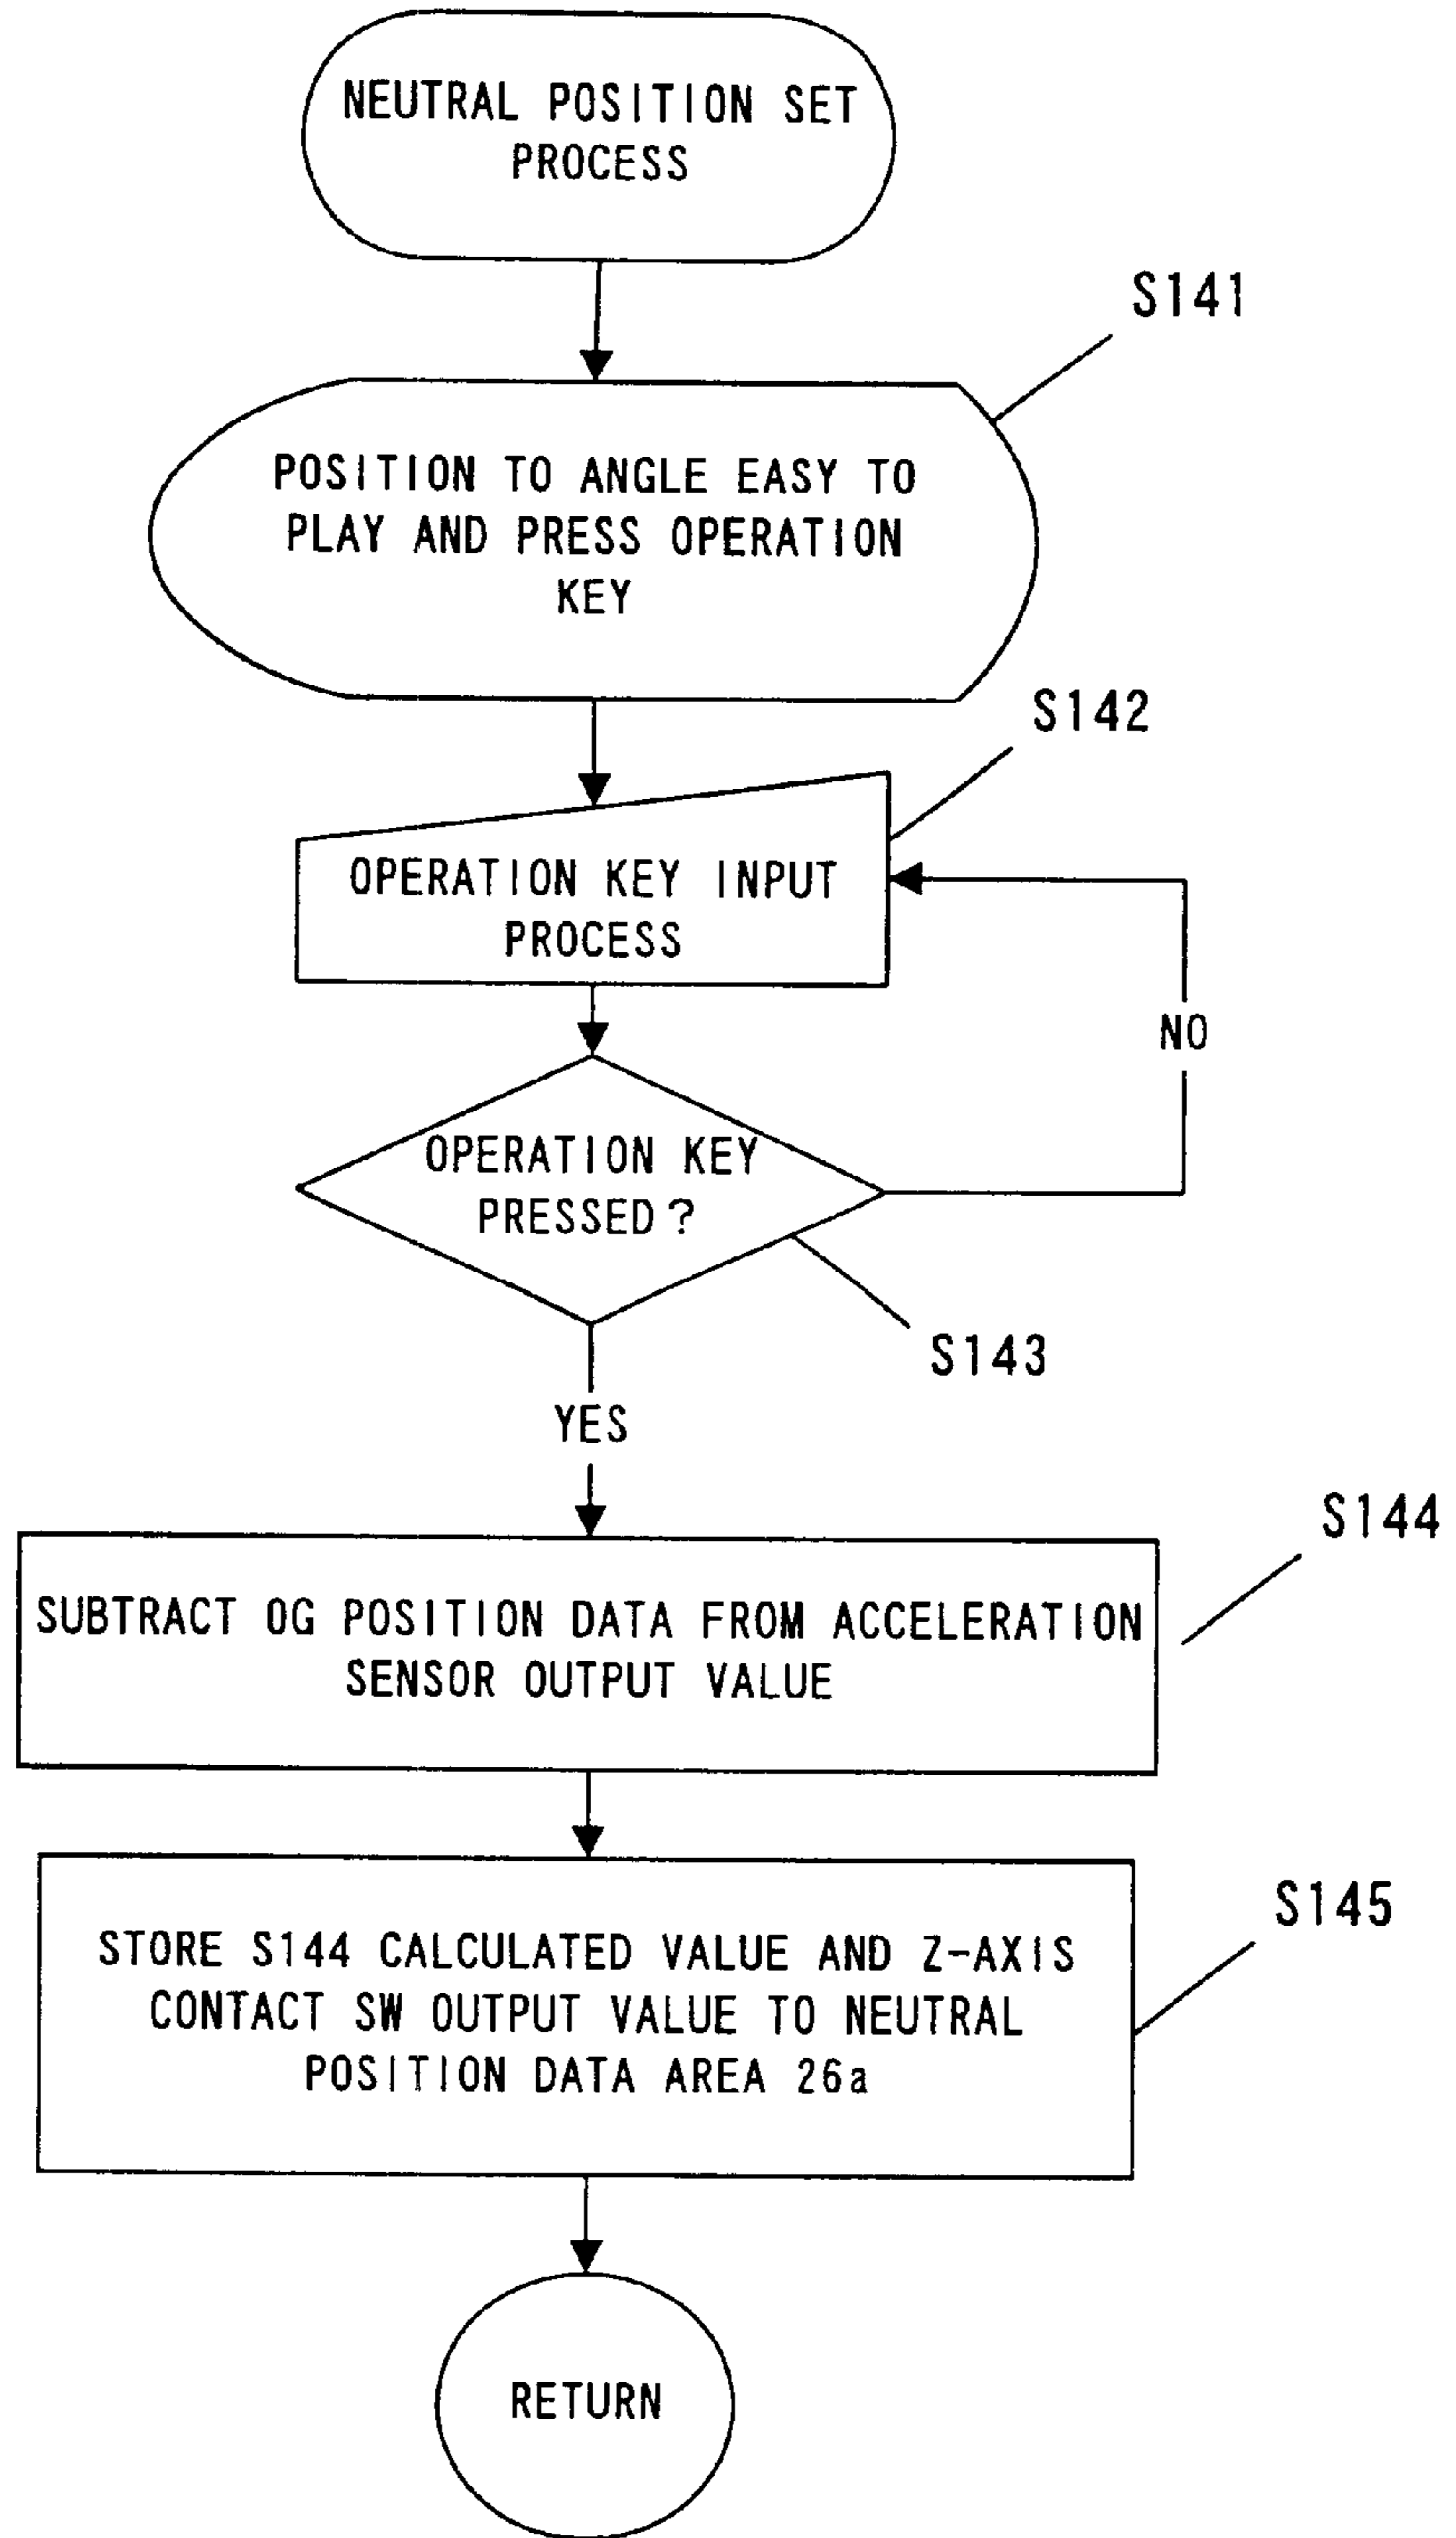 NEUTRAL POSITION SET
PROCESS
S141
POSITION TO ANGLE EASY TO
PLAY AND PRESS OPERATION
KEY
S142
OPERATION KEY INPUT
PROCESS
NO
OPERATION KEY
PRESSED?
S143
YES
S144
SUBTRACT 0G POSITION DATA FROM ACCELERATION
SENSOR OUTPUT VALUE
S145
STORE S144 CALCULATED VALUE AND Z-AXIS
CONTACT SW OUTPUT VALUE TO NEUTRAL
POSITION DATA AREA 26a
RETURN